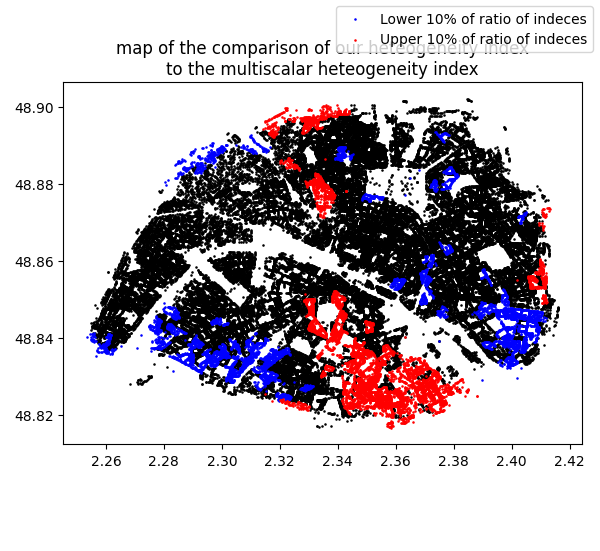 Lower 10% of ratio of indeces
Upper 10% of ratio of indeces
map of the comparison of our heteogeneity index
to the multiscalar heteogeneity index
48.90
48.88
48.86
48.84
48.82
2.26 2.28 2.30 2.32 2.34 2.36 2.38 2.40 2.42